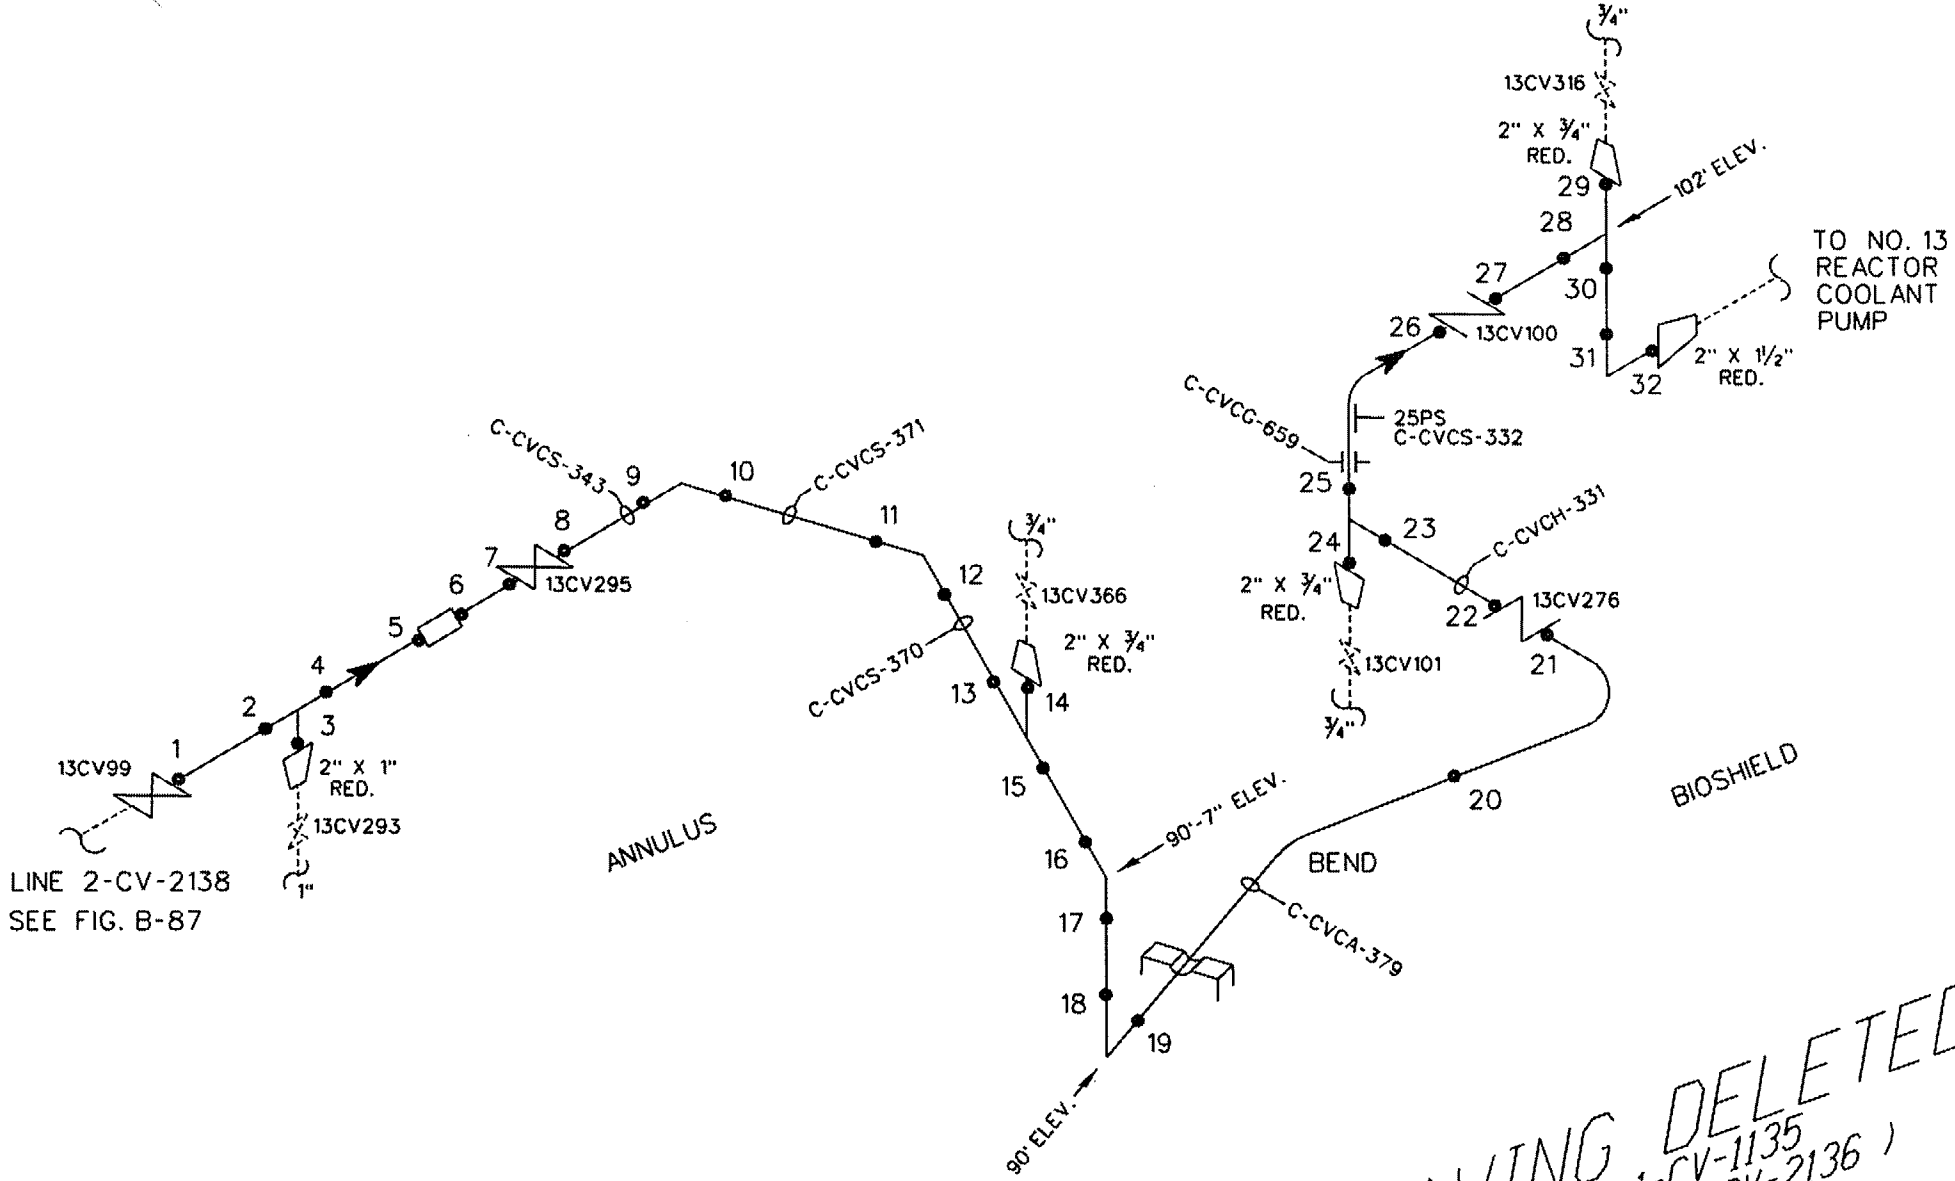 3/4"
13CV316
2" X 3/4"
RED.
29
102' ELEV.
28
TO NO. 13
REACTOR
COOLANT
PUMP
27
30
26
13CV100
31
2" X 1 1/2"
RED.
32
C-CVCG-659
25PS
C-CVCS-332
25
C-CVCS-343
9
10
C-CVCS-371
8
11
3/4"
7
13CV295
6
12
13CV366
24
23
C-CVCH-331
2" X 3/4"
RED.
22
13CV276
5
C-CVCS-370
2" X 3/4"
RED.
13CV101
21
4
13
14
3/4"
2
3
1
13CV99
2" X 1"
RED.
15
20
BIOSHIELD
13CV293
ANNULUS
16
90'-7" ELEV.
BEND
LINE 2-CV-2138
SEE FIG. B-87
1"
17
C-CVCA-379
18
19
90' ELEV.
DELETED
CV-1135
2136 )